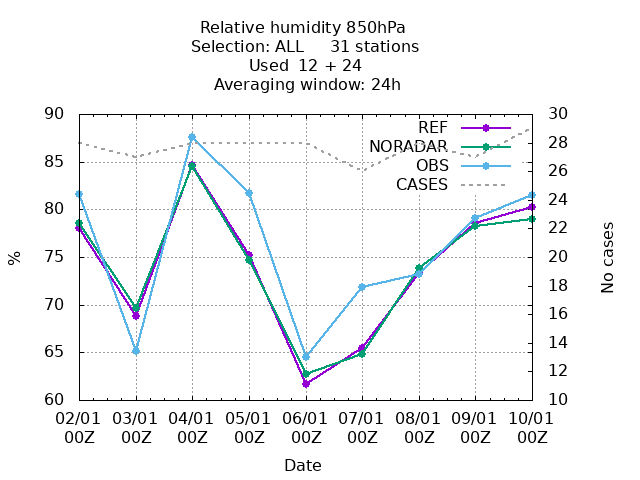 Relative humidity 850hPa
Selection: ALL 31 stations
Used 12 + 24
Averaging window: 24h
REF
NORADAR
OBS
CASES
%
90
85
80
75
70
65
60
30
28
26
24
22
20
18
16
14
12
10
No cases
02/01 03/01 04/01 05/01 06/01 07/01 08/01 09/01 10/01
00Z 00Z 00Z 00Z 00Z 00Z 00Z 00Z 00Z
Date